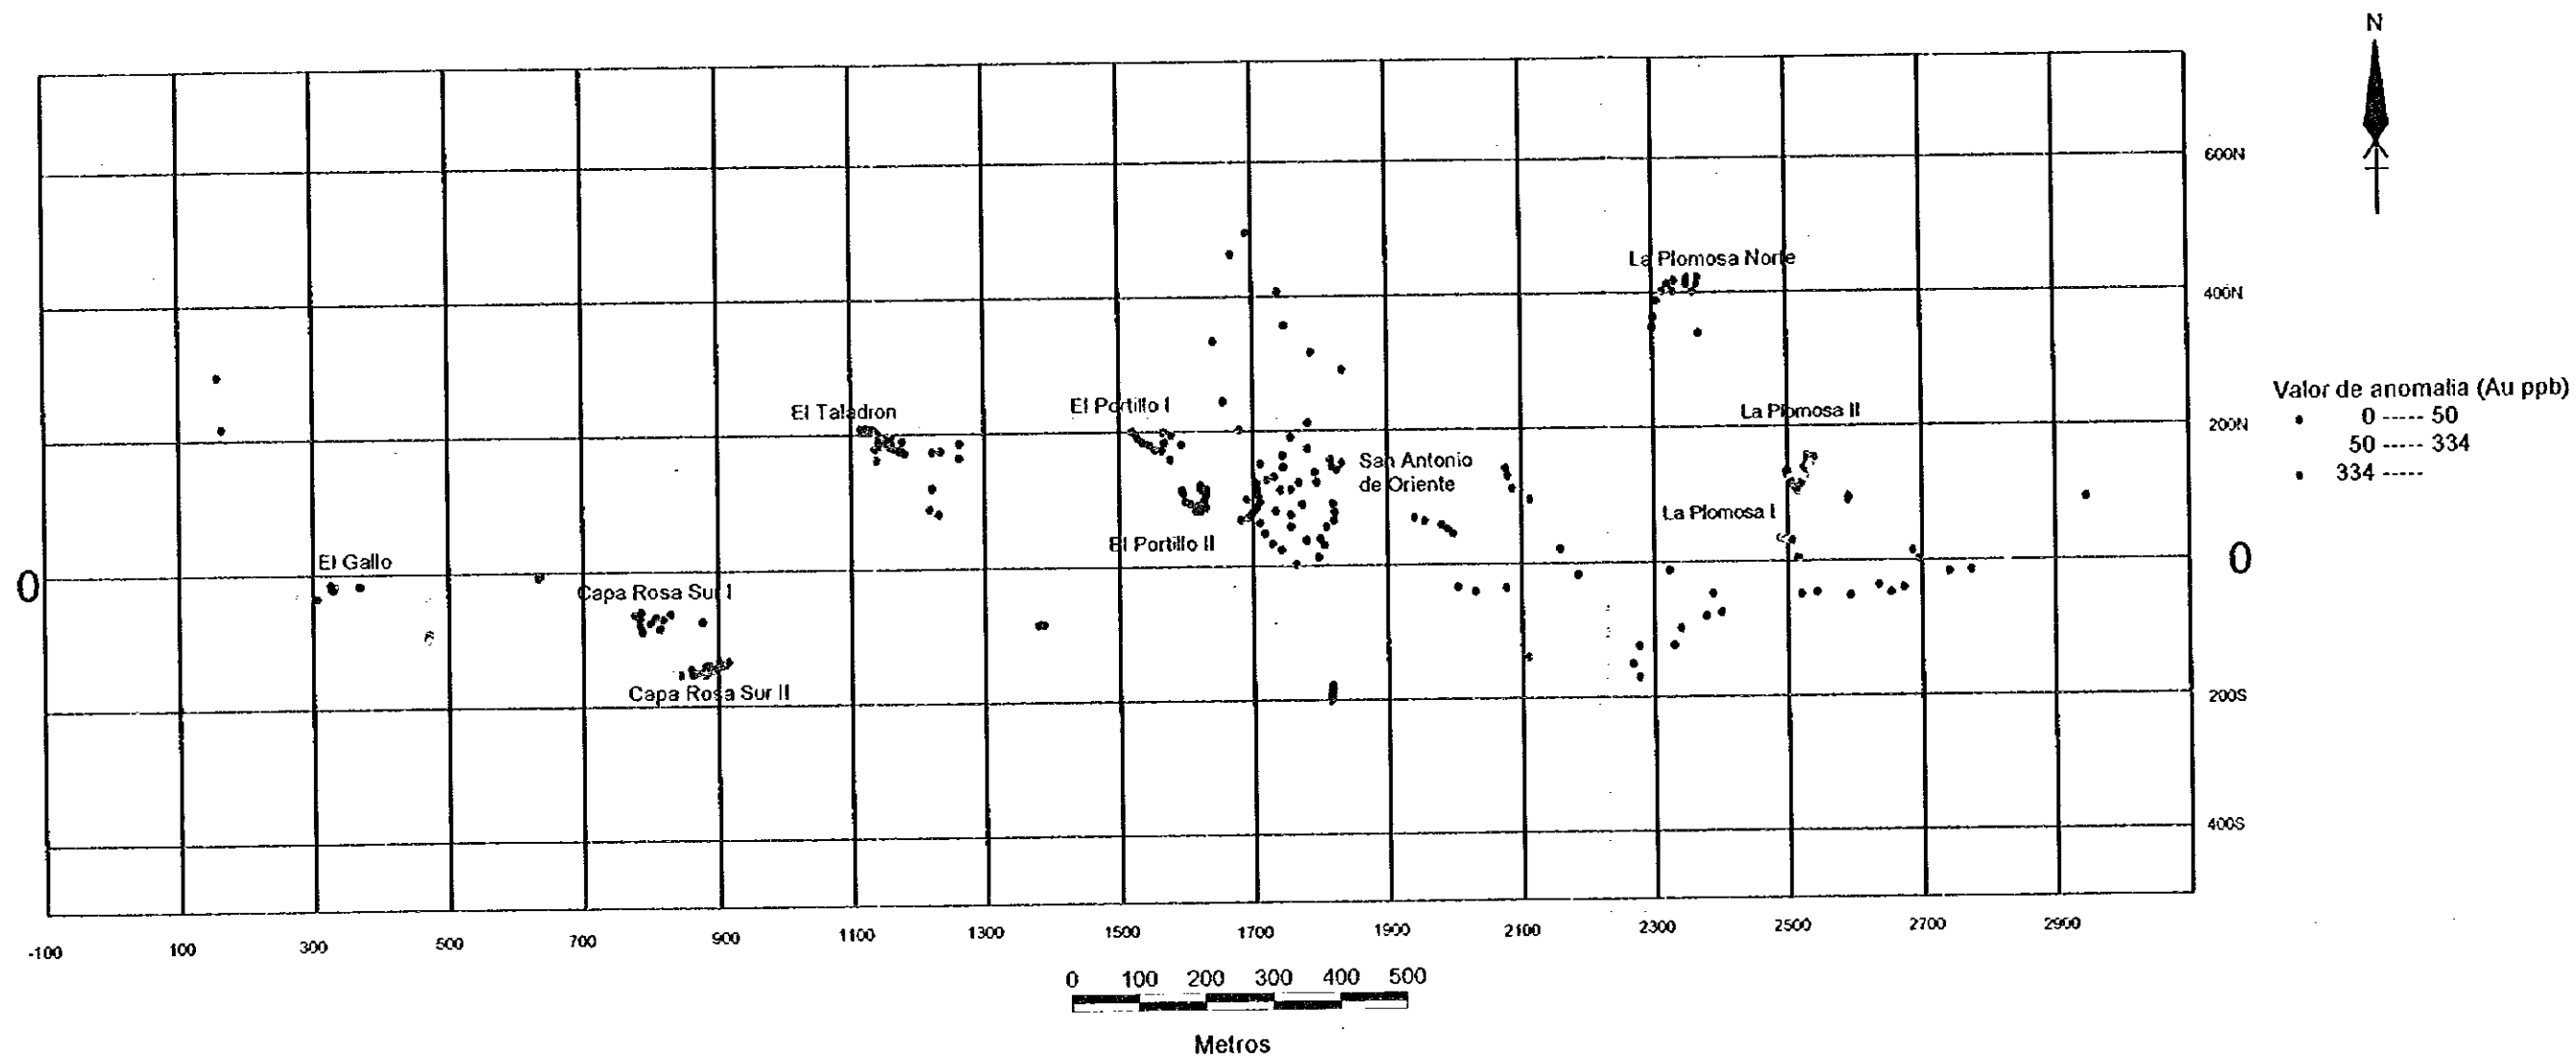 N
600N
La Plomosa Norte
400N
Valor de anomalia (Au ppb)
0 ----- 50
50 ----- 334
334 -----
El Taladron
El Portillo I
La Plomosa II
200N
San Antonio
de Oriente
La Plomosa I
El Portillo II
El Gallo
0
0
Capa Rosa Sur I
Capa Rosa Sur II
200S
400S
-100
100
300
500
700
900
1100
1300
1500
1700
1900
2100
2300
2500
2700
2900
0 100 200 300 400 500
Metros